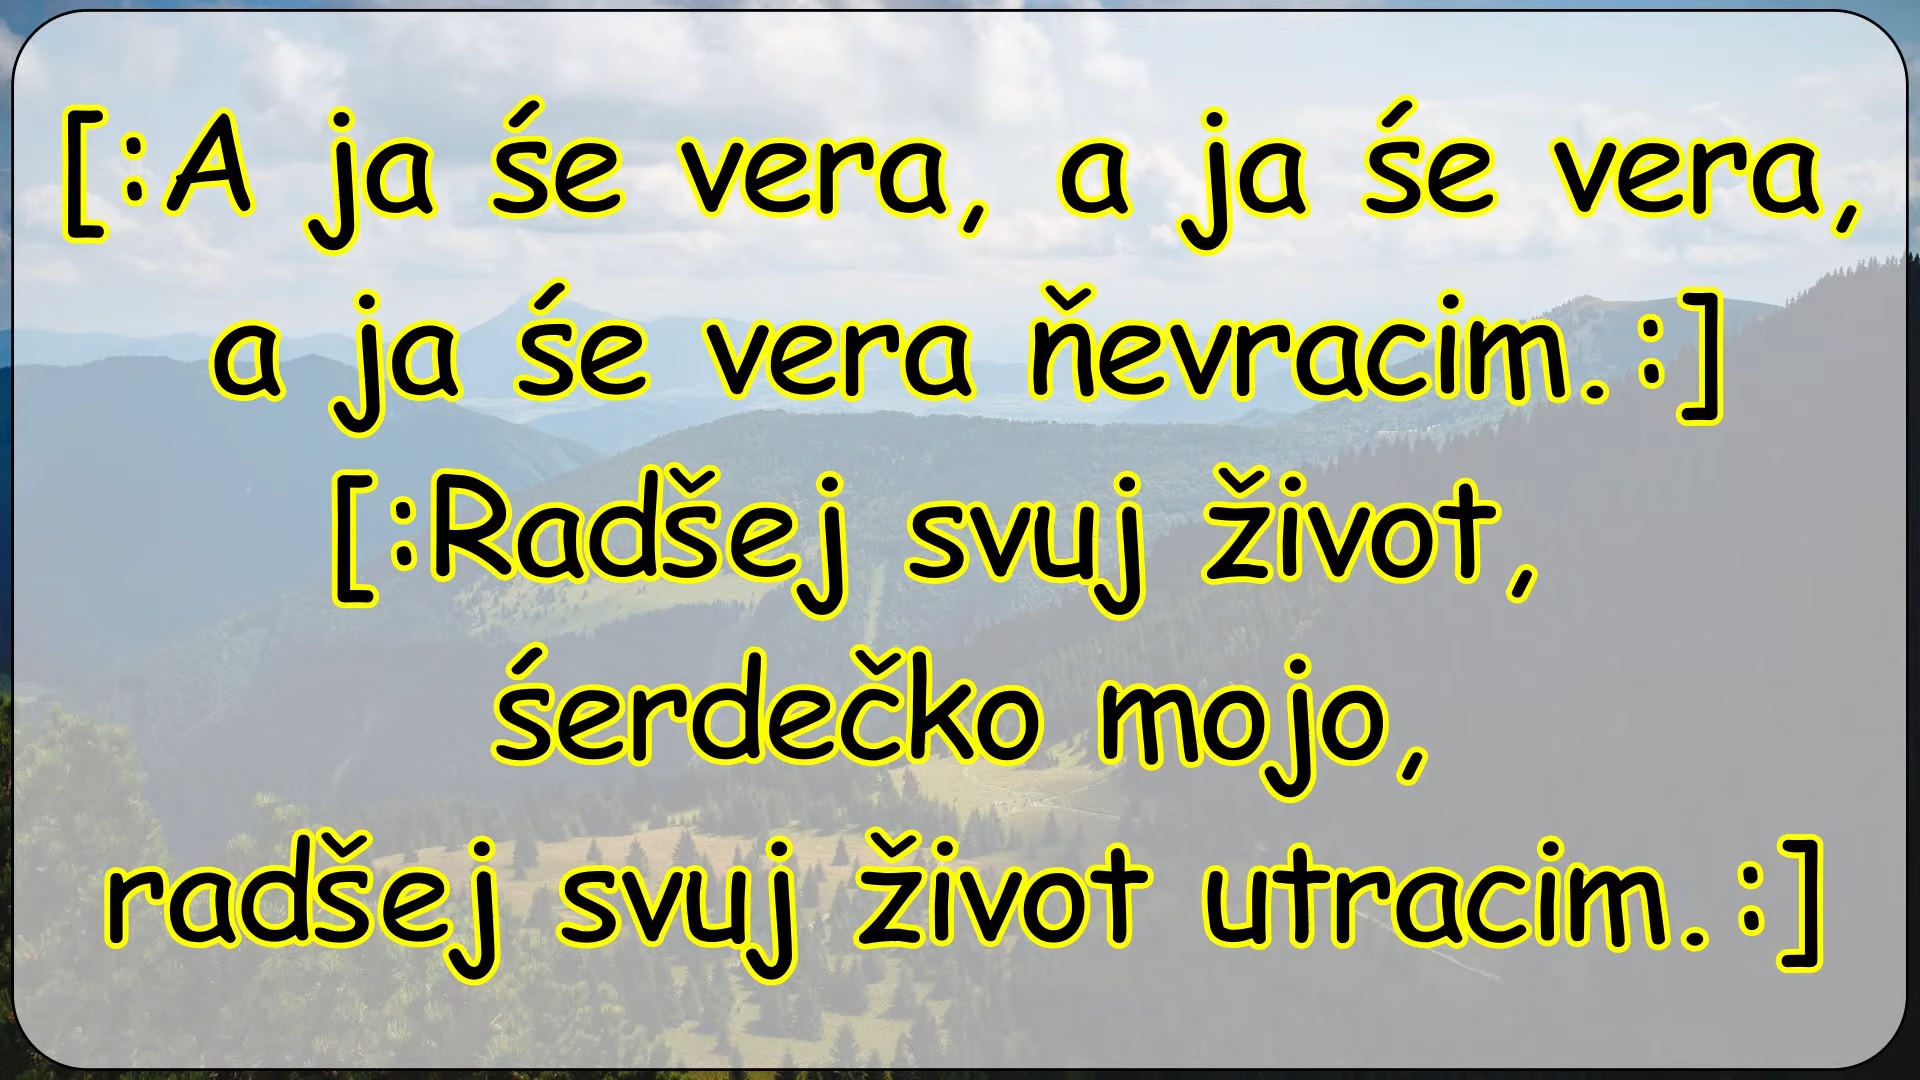 [:A ja śe vera, a ja śe vera,
a ja śe vera ňevracim.:]
[:Radšej svuj život,
śerdečko mojo,
radšej svuj život utracim.:]